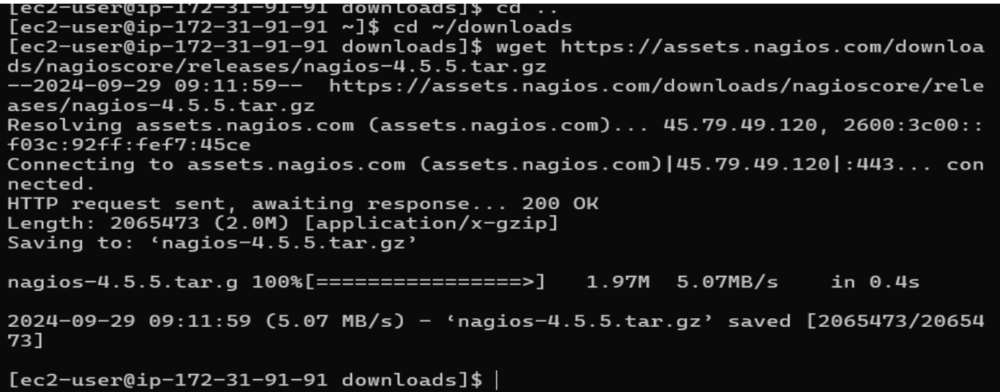 [ec2-user@ip-172-31-91-91 downloads]$ cd ..
[ec2-user@ip-172-31-91-91 ~]$ cd ~/downloads
[ec2-user@ip-172-31-91-91 downloads]$ wget https://assets.nagios.com/downloa
ds/nagioscore/releases/nagios-4.5.5.tar.gz
--2024-09-29 09:11:59--  https://assets.nagios.com/downloads/nagioscore/rele
ases/nagios-4.5.5.tar.gz
Resolving assets.nagios.com (assets.nagios.com)... 45.79.49.120, 2600:3c00::
f03c:92ff:fef7:45ce
Connecting to assets.nagios.com (assets.nagios.com)|45.79.49.120|:443... con
nected.
HTTP request sent, awaiting response... 200 OK
Length: 2065473 (2.0M) [application/x-gzip]
Saving to: ‘nagios-4.5.5.tar.gz’
nagios-4.5.5.tar.g 100%[================>]   1.97M  5.07MB/s    in 0.4s
2024-09-29 09:11:59 (5.07 MB/s) - ‘nagios-4.5.5.tar.gz’ saved [2065473/20654
73]
[ec2-user@ip-172-31-91-91 downloads]$